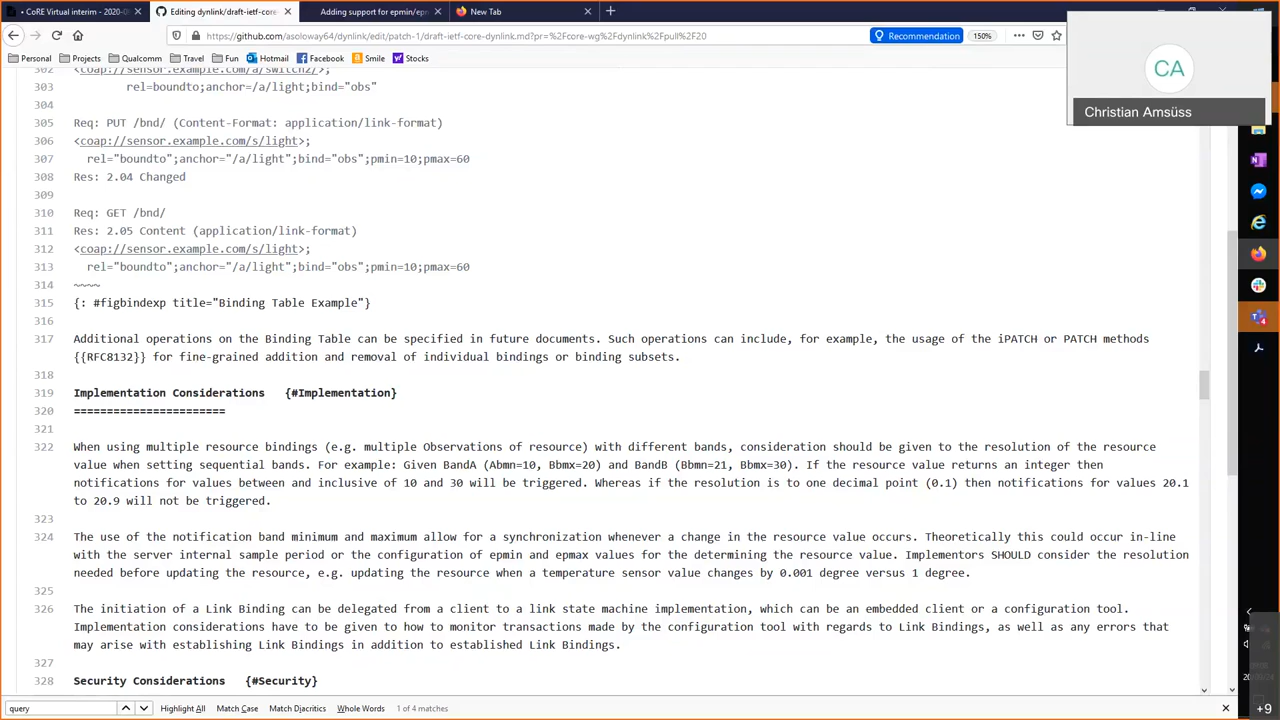 CoRE Virtual interim - 2020-0
Editing dynlink/draft-ietf-core-
Adding support for epmin/epm
New Tab
https://github.com/asoloway64/dynlink/edit/patch-1/draft-ietf-core-dynlink.md?pr=%2Fcore-wg%2Fdynlink%2Fpull%2F20
Recommendation
150%
Personal Projects Qualcomm Travel Fun Hotmail Facebook Smile Stocks
CA
Christian Amsüss
302 <coap://sensor.example.com/a/switch2/>;
303 rel=boundto;anchor=/a/light;bind="obs"
304
305 Req: PUT /bnd/ (Content-Format: application/link-format)
306 <coap://sensor.example.com/s/light>;
307 rel="boundto";anchor="/a/light";bind="obs";pmin=10;pmax=60
308 Res: 2.04 Changed
309
310 Req: GET /bnd/
311 Res: 2.05 Content (application/link-format)
312 <coap://sensor.example.com/s/light>;
313 rel="boundto";anchor="/a/light";bind="obs";pmin=10;pmax=60
314 ~~~~
315 {: #figbindexp title="Binding Table Example"}
316
317 Additional operations on the Binding Table can be specified in future documents. Such operations can include, for example, the usage of the iPATCH or PATCH methods
{{RFC8132}} for fine-grained addition and removal of individual bindings or binding subsets.
318
319 Implementation Considerations {#Implementation}
320 =======================
321
322 When using multiple resource bindings (e.g. multiple Observations of resource) with different bands, consideration should be given to the resolution of the resource
value when setting sequential bands. For example: Given BandA (Abmn=10, Bbmx=20) and BandB (Bbmn=21, Bbmx=30). If the resource value returns an integer then
notifications for values between and inclusive of 10 and 30 will be triggered. Whereas if the resolution is to one decimal point (0.1) then notifications for values 20.1
to 20.9 will not be triggered.
323
324 The use of the notification band minimum and maximum allow for a synchronization whenever a change in the resource value occurs. Theoretically this could occur in-line
with the server internal sample period or the configuration of epmin and epmax values for the determining the resource value. Implementors SHOULD consider the resolution
needed before updating the resource, e.g. updating the resource when a temperature sensor value changes by 0.001 degree versus 1 degree.
325
326 The initiation of a Link Binding can be delegated from a client to a link state machine implementation, which can be an embedded client or a configuration tool.
Implementation considerations have to be given to how to monitor transactions made by the configuration tool with regards to Link Bindings, as well as any errors that
may arise with establishing Link Bindings in addition to established Link Bindings.
327
328 Security Considerations {#Security}
query
Highlight All Match Case Match Diacritics Whole Words 1 of 4 matches
+9